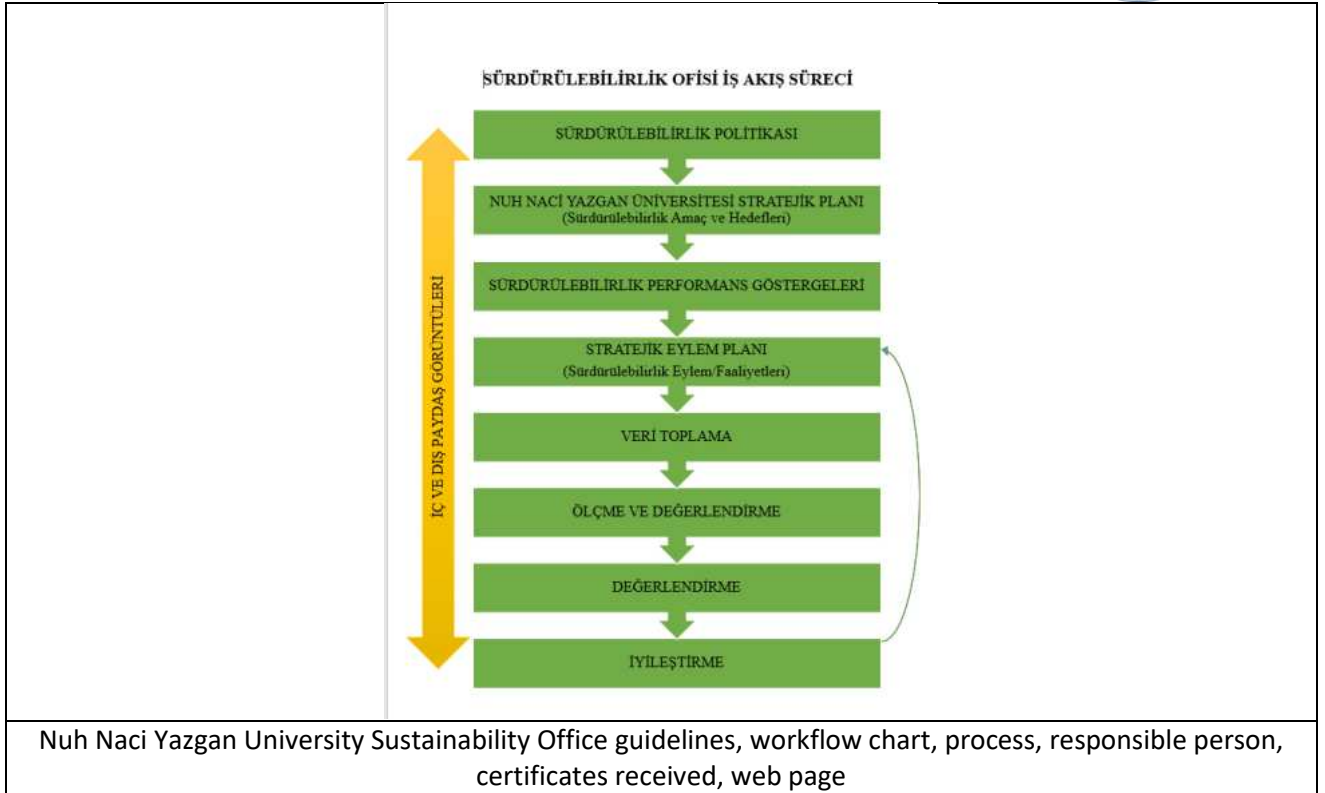 SÜRDÜRÜLEBİLİRLİK OFİSİ İŞ AKIŞ SÜRECİ
SÜRDÜRÜLEBİLİRLİK POLİTİKASI
NUH NACİ YAZGAN ÜNİVERSİTESİ STRATEJİK PLANI
(Sürdürülebilirlik Amaç ve Hedefleri)
SÜRDÜRÜLEBİLİRLİK PERFORMANS GÖSTERGELERİ
STRATEJİK EYLEM PLANI
(Sürdürülebilirlik Eylem/Faaliyetleri)
VERİ TOPLAMA
ÖLÇME VE DEĞERLENDİRME
DEĞERLENDİRME
İYİLEŞTİRME
İÇ VE DIŞ PAYDAŞ GÖRÜNTÜLERİ
Nuh Naci Yazgan University Sustainability Office guidelines, workflow chart, process, responsible person,
certificates received, web page